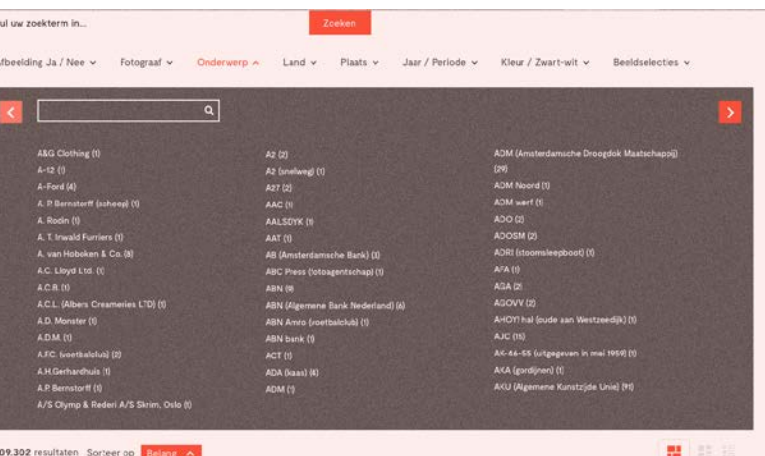 ul uw zoekterm in...
Zoeken
Afbeelding Ja / Nee
Fotograaf
Onderwerp
Land
Plaats
Jaar / Periode
Kleur / Zwart-wit
Beeldselecties
A&G Clothing (1)
A-12 (1)
A-Ford (4)
A. P. Bernstorff (scheep) (1)
A. Rodin (1)
A. T. Irwald Furriers (1)
A. van Hoboken & Co. (8)
A.C. Lloyd Ltd. (1)
A.C.R. (1)
A.C.L. (Albers Creameries LTD) (1)
A.D. Monster (1)
A.D.M. (1)
A.F.C. (voetbalclub) (2)
A.H.Gerhardhuis (1)
A.P. Bernstorff (1)
A/S Olymp & Rederi A/S Skrim, Oslo (1)
A2 (2)
A2 (snelweg) (1)
A27 (2)
AAC (1)
AALSDYK (1)
AAT (1)
AB (Amsterdamsche Bank) (3)
ABC Press (fotoagentschap) (1)
ABN (9)
ABN (Algemene Bank Nederland) (6)
ABN Amro (voetbalclub) (1)
ABN bank (1)
ACT (1)
ADA (kaas) (4)
ADM (1)
ADM (Amsterdamsche Droogdok Maatschappij)
(29)
ADM Noord (1)
ADM werf (1)
ADO (2)
ADOSM (2)
ADRI (stoomsleepboot) (1)
AFA (1)
AGA (2)
AGOVV (2)
AHOY! hal (oude aan Westzeedijk) (1)
AJC (15)
AK-46-55 (uitgegeven in mei 1959) (1)
AKA (gordijnen) (1)
AKU (Algemene Kunstzijde Unie) (91)
09.302 resultaten
Sorteer op
Belang